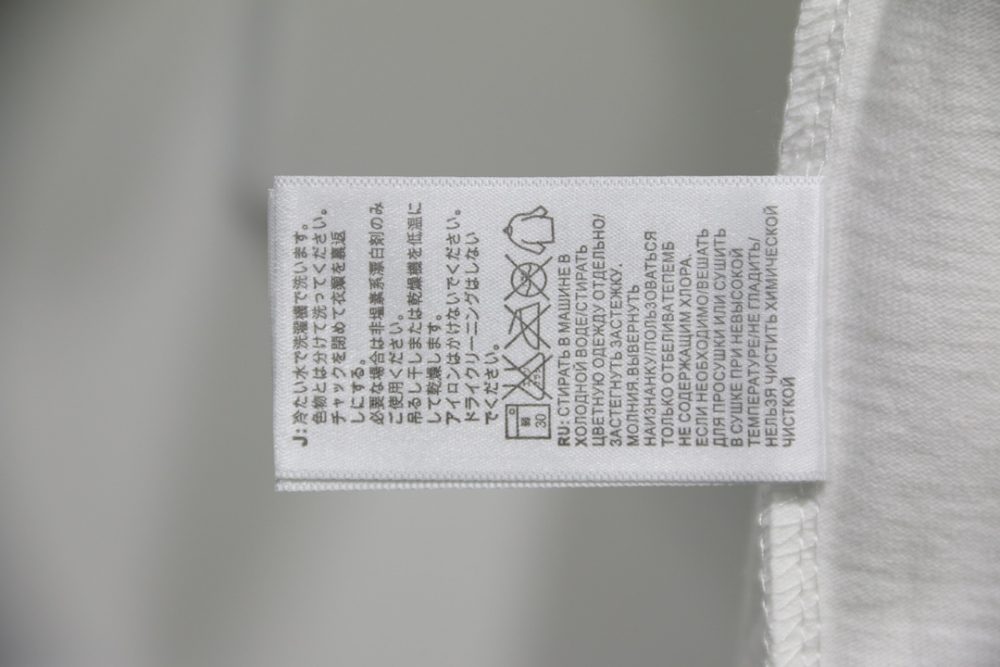 J: 冷たい水で洗濯機で洗います。
色物とは分けて洗ってください。
チャックを閉めて衣類を裏返
しにする。
必要な場合は非塩素系漂白剤のみ
ご使用ください。
吊るし干しまたは乾燥機を低温に
して乾燥します。
アイロンはかけないでください。
ドライクリーニングはしない
でください。
30
RU: СТИРАТЬ В МАШИНЕ В
ХОЛОДНОЙ ВОДЕ/СТИРАТЬ
ЦВЕТНУЮ ОДЕЖДУ ОТДЕЛЬНО/
ЗАСТЕГНУТЬ ЗАСТЕЖКУ.
МОЛНИЯ.ВЫВЕРНУТЬ
НАИЗНАНКУ/ПОЛЬЗОВАТЬСЯ
ТОЛЬКО ОТБЕЛИВАТЕПЕМБ
НЕ СОДЕРЖАЩИМ ХЛОРА.
ЕСЛИ НЕОБХОДИМО/ВЕШАТЬ
ДЛЯ ПРОСУШКИ ИЛИ СУШИТЬ
В СУШКЕ ПРИ НЕВЫСОКОЙ
ТЕМПЕРАТУРЕ/НЕ ГЛАДИТЬ/
НЕЛЬЗЯ ЧИСТИТЬ ХИМИЧЕСКОЙ
ЧИСТКОЙ